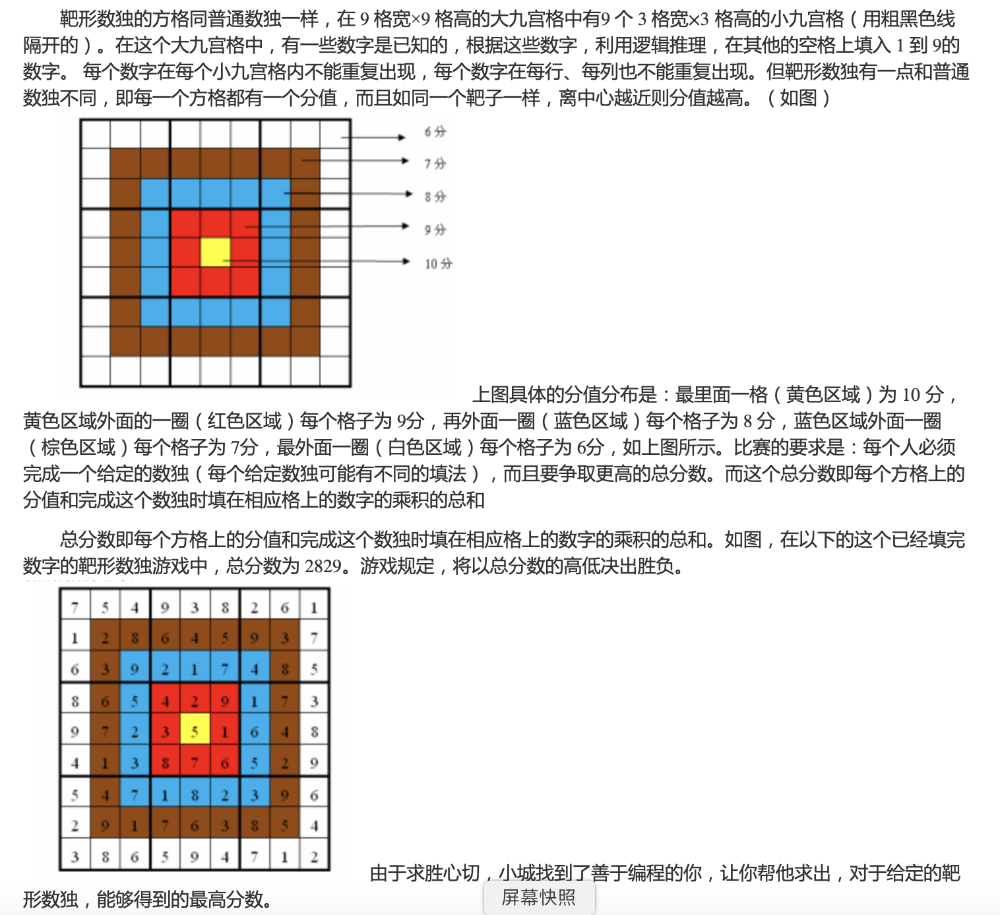 靶形数独的方格同普通数独一样，在 9 格宽×9 格高的大九宫格中有9 个 3 格宽×3 格高的小九宫格（用粗黑色线
隔开的）。在这个大九宫格中，有一些数字是已知的，根据这些数字，利用逻辑推理，在其他的空格上填入 1 到 9的
数字。 每个数字在每个小九宫格内不能重复出现，每个数字在每行、每列也不能重复出现。但靶形数独有一点和普通
数独不同，即每一个方格都有一个分值，而且如同一个靶子一样，离中心越近则分值越高。（如图）
6 分
7 分
8 分
9 分
10 分
上图具体的分值分布是：最里面一格（黄色区域）为 10 分，
黄色区域外面的一圈（红色区域）每个格子为 9分，再外面一圈（蓝色区域）每个格子为 8 分，蓝色区域外面一圈
（棕色区域）每个格子为 7分，最外面一圈（白色区域）每个格子为 6分，如上图所示。比赛的要求是：每个人必须
完成一个给定的数独（每个给定数独可能有不同的填法），而且要争取更高的总分数。而这个总分数即每个方格上的
分值和完成这个数独时填在相应格上的数字的乘积的总和
总分数即每个方格上的分值和完成这个数独时填在相应格上的数字的乘积的总和。如图，在以下的这个已经填完
数字的靶形数独游戏中，总分数为 2829。游戏规定，将以总分数的高低决出胜负。
7 5 4 9 3 8 2 6 1
1 2 8 6 4 5 9 3 7
6 3 9 2 1 7 4 8 5
8 6 5 4 2 9 1 7 3
9 7 2 3 5 1 6 4 8
4 1 3 8 7 6 5 2 9
5 4 7 1 8 2 3 9 6
2 9 1 7 6 3 8 5 4
3 8 6 5 9 4 7 1 2
由于求胜心切，小城找到了善于编程的你，让你帮他求出，对于给定的靶
形数独，能够得到的最高分数。
屏幕快照